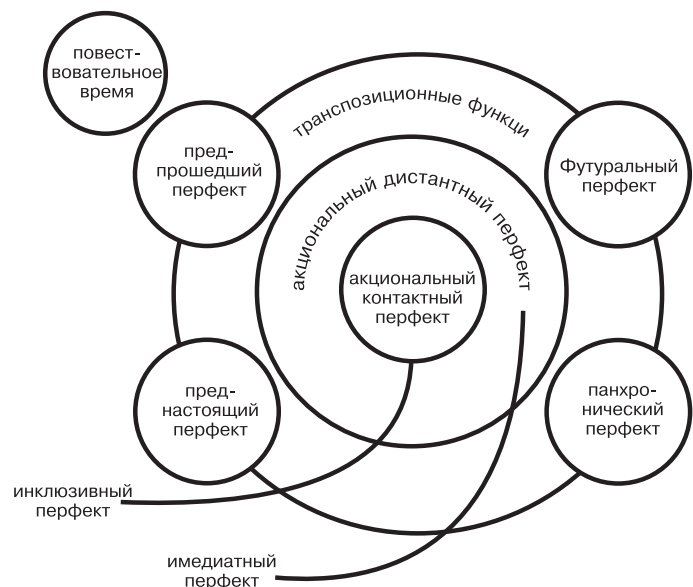 повест-
вовательное
время
пред-
прошедший
перфект
транспозиционные функци
Футуральный
перфект
акциональный дистантный перфект
акциональный
контактный
перфект
пред-
настоящий
перфект
панхро-
нический
перфект
инклюзивный
перфект
имедиатный
перфект